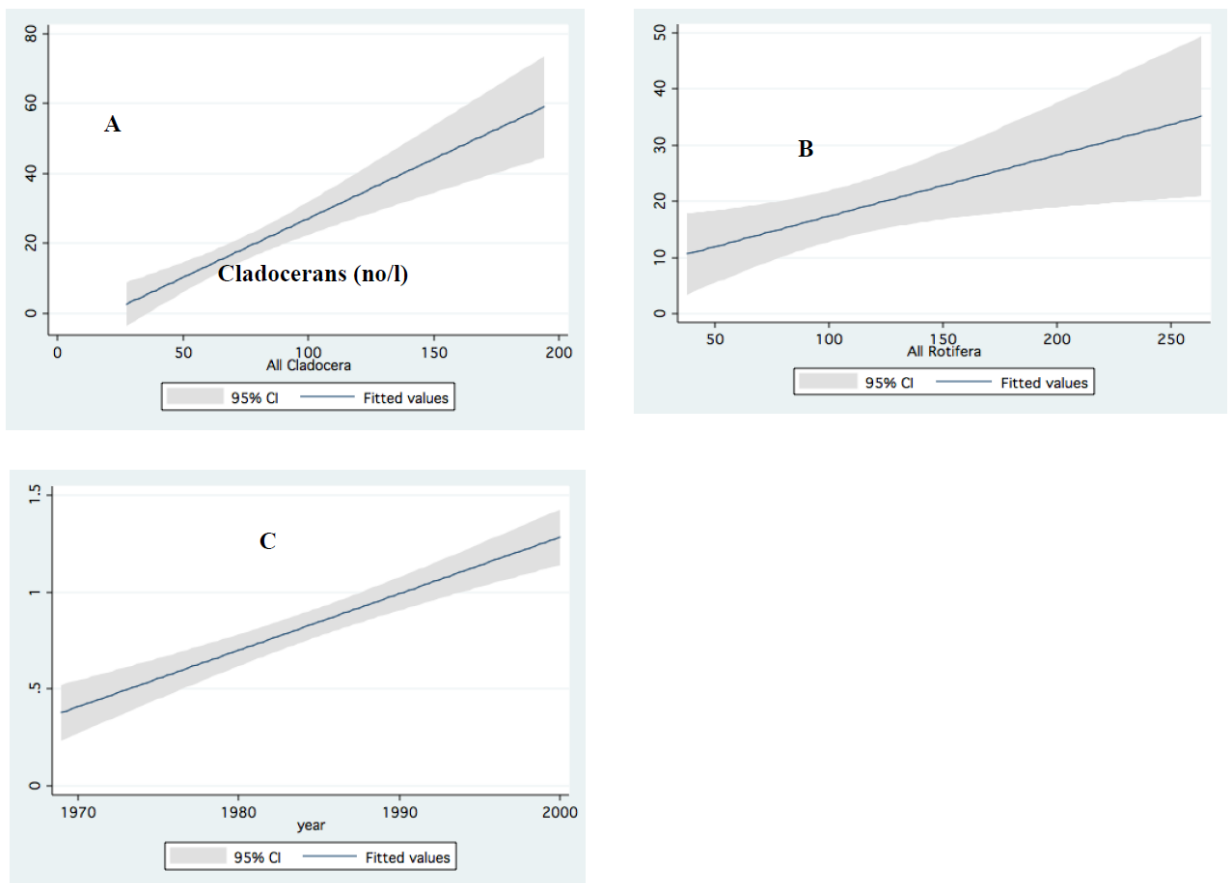 80
60
A
40
20
Cladocerans (no/l)
0
0 50 100 150 200
All Cladocera
95% CI Fitted values
50
40
30
B
20
10
0
50 100 150 200 250
All Rotifera
95% CI Fitted values
1.5
C
1
.5
0
1970 1980 1990 2000
year
95% CI Fitted values